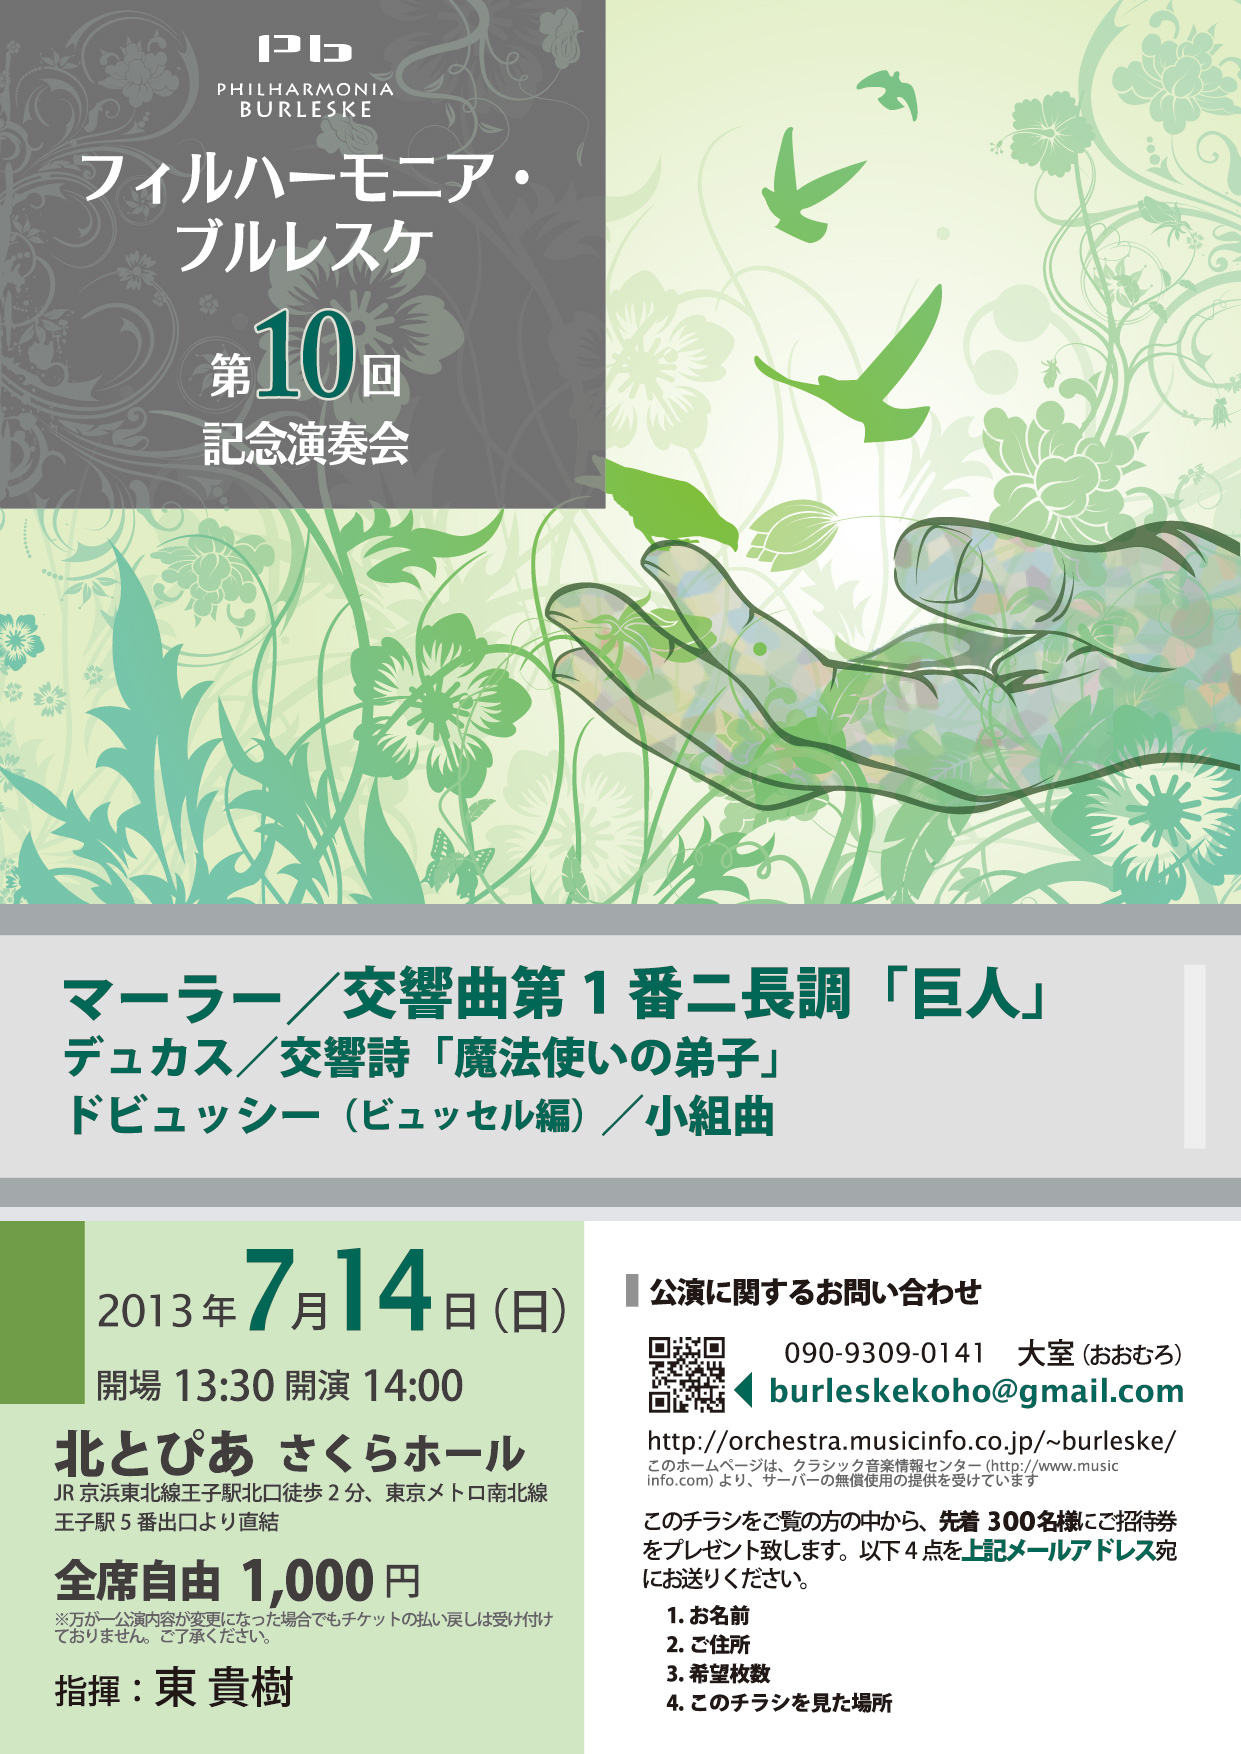 Pb
PHILHARMONIA
BURLESKE
フィルハーモニア・
ブルレスケ
第10回
記念演奏会
マーラー／交響曲第1番ニ長調「巨人」
デュカス／交響詩「魔法使いの弟子」
ドビュッシー（ビュッセル編）／小組曲
2013年7月14日（日）
開場 13:30 開演 14:00
北とぴあ さくらホール
JR京浜東北線王子駅北口徒歩2分、東京メトロ南北線
王子駅5番出口より直結
全席自由 1,000円
※万が一公演内容が変更になった場合でもチケットの払い戻しは受け付け
ておりません。ご了承ください。
指揮：東 貴樹
公演に関するお問い合わせ
090-9309-0141 大室（おおむろ）
burleskekoho@gmail.com
http://orchestra.musicinfo.co.jp/~burleske/
このホームページは、クラシック音楽情報センター（http://www.music
info.com）より、サーバーの無償使用の提供を受けています
このチラシをご覧の方の中から、先着 300名様にご招待券
をプレゼント致します。以下4点を上記メールアドレス宛
にお送りください。
1. お名前
2. ご住所
3. 希望枚数
4. このチラシを見た場所